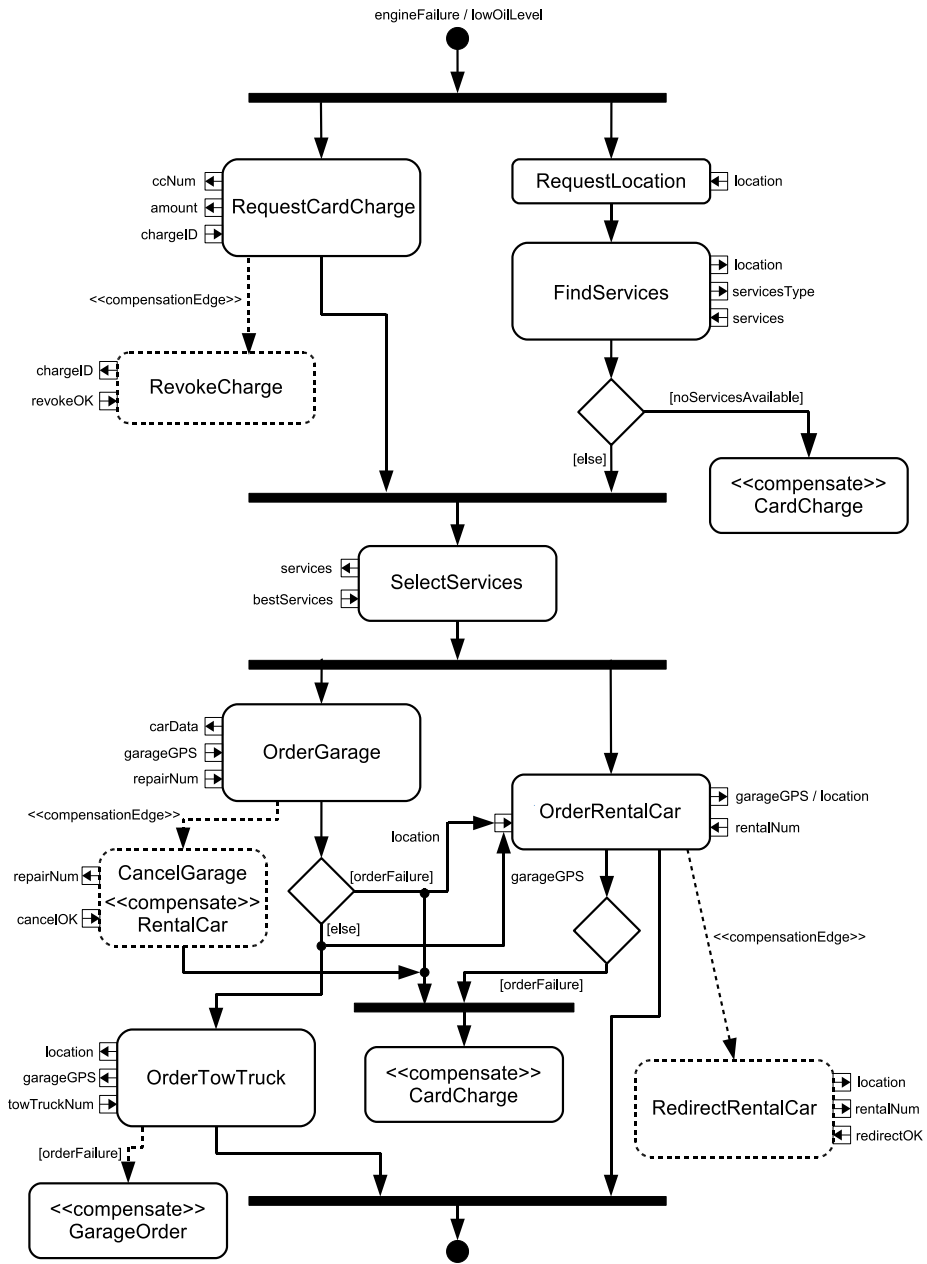 engineFailure / lowOilLevel
ccNum
amount
chargeID
RequestCardCharge
RequestLocation
location
FindServices
location
servicesType
services
<<compensationEdge>>
chargeID
revokeOK
RevokeCharge
[noServicesAvailable]
[else]
<<compensate>>
CardCharge
services
bestServices
SelectServices
carData
garageGPS
repairNum
OrderGarage
OrderRentalCar
garageGPS / location
rentalNum
<<compensationEdge>>
location
garageGPS
repairNum
cancelOK
CancelGarage
<<compensate>>
RentalCar
[orderFailure]
[else]
<<compensationEdge>>
[orderFailure]
location
garageGPS
towTruckNum
OrderTowTruck
<<compensate>>
CardCharge
RedirectRentalCar
location
rentalNum
redirectOK
[orderFailure]
<<compensate>>
GarageOrder